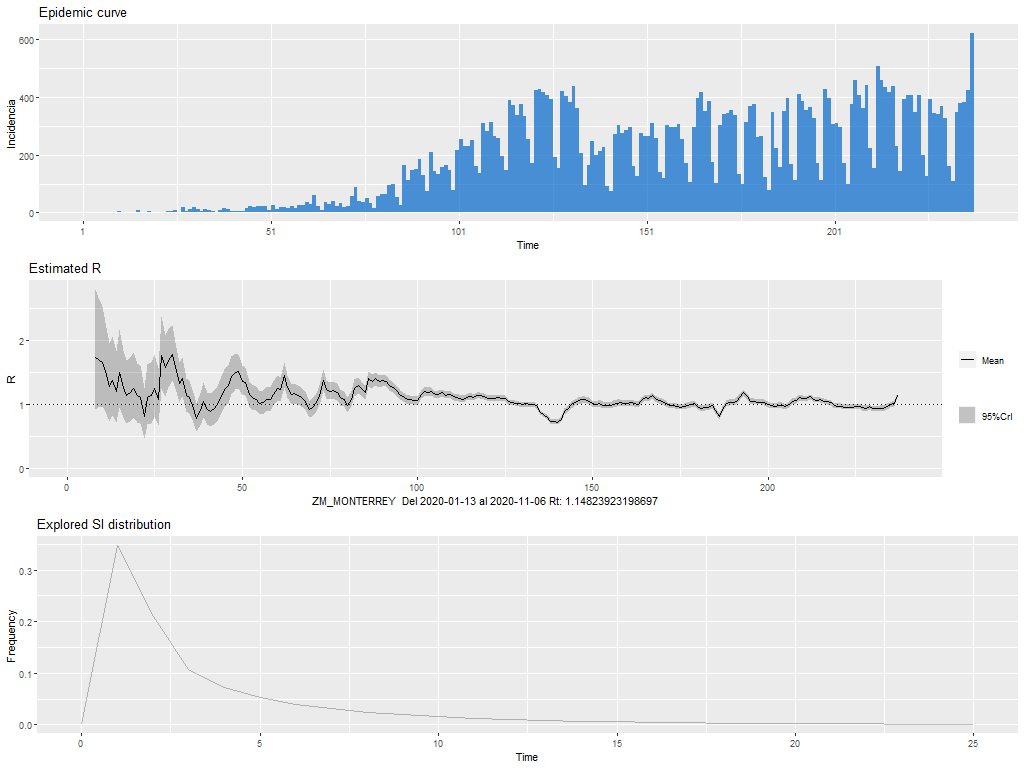 Epidemic curve
600
400
200
0
Incidencia
1
51
101
151
201
Time
Estimated R
2
1
0
R
0
50
100
150
200
ZM_MONTERREY Del 2020-01-13 al 2020-11-06 Rt: 1.14823923198697
Mean
95%CrI
Explored SI distribution
0.3
0.2
0.1
0.0
Frequency
0
5
10
15
20
25
Time